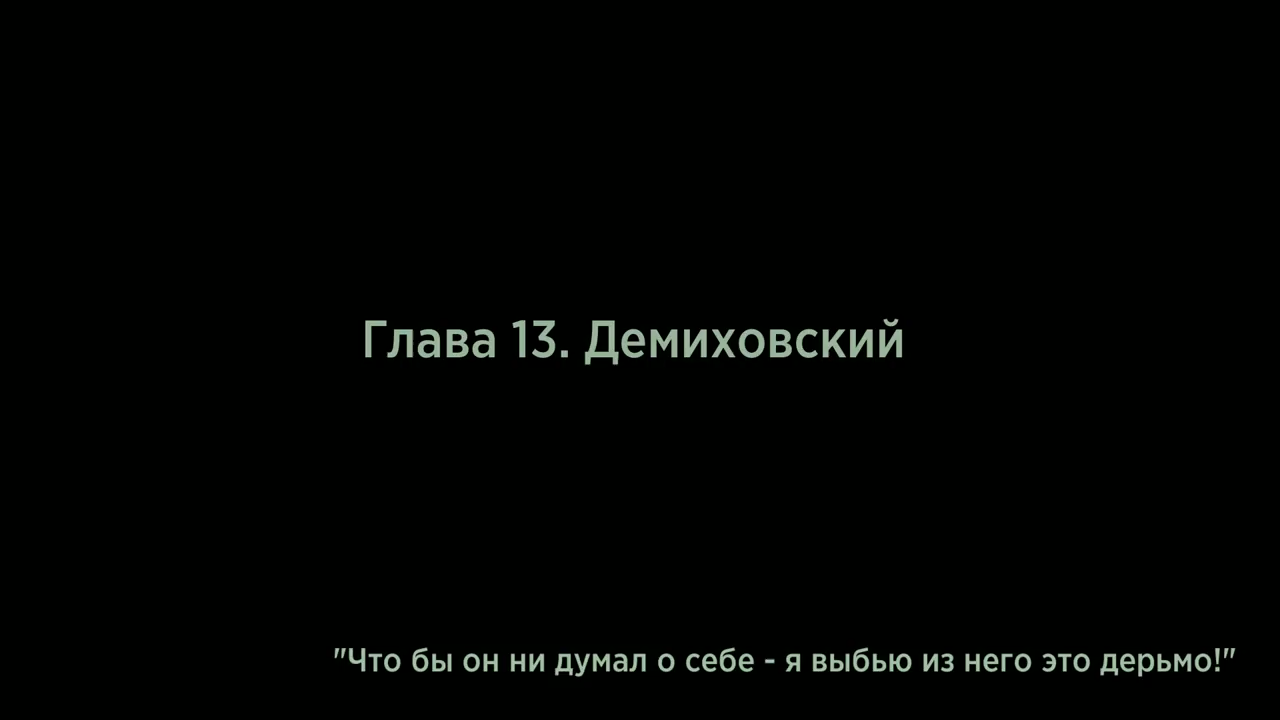 Глава 13. Демиховский
"Что бы он ни думал о себе - я выбью из него это дерьмо!"